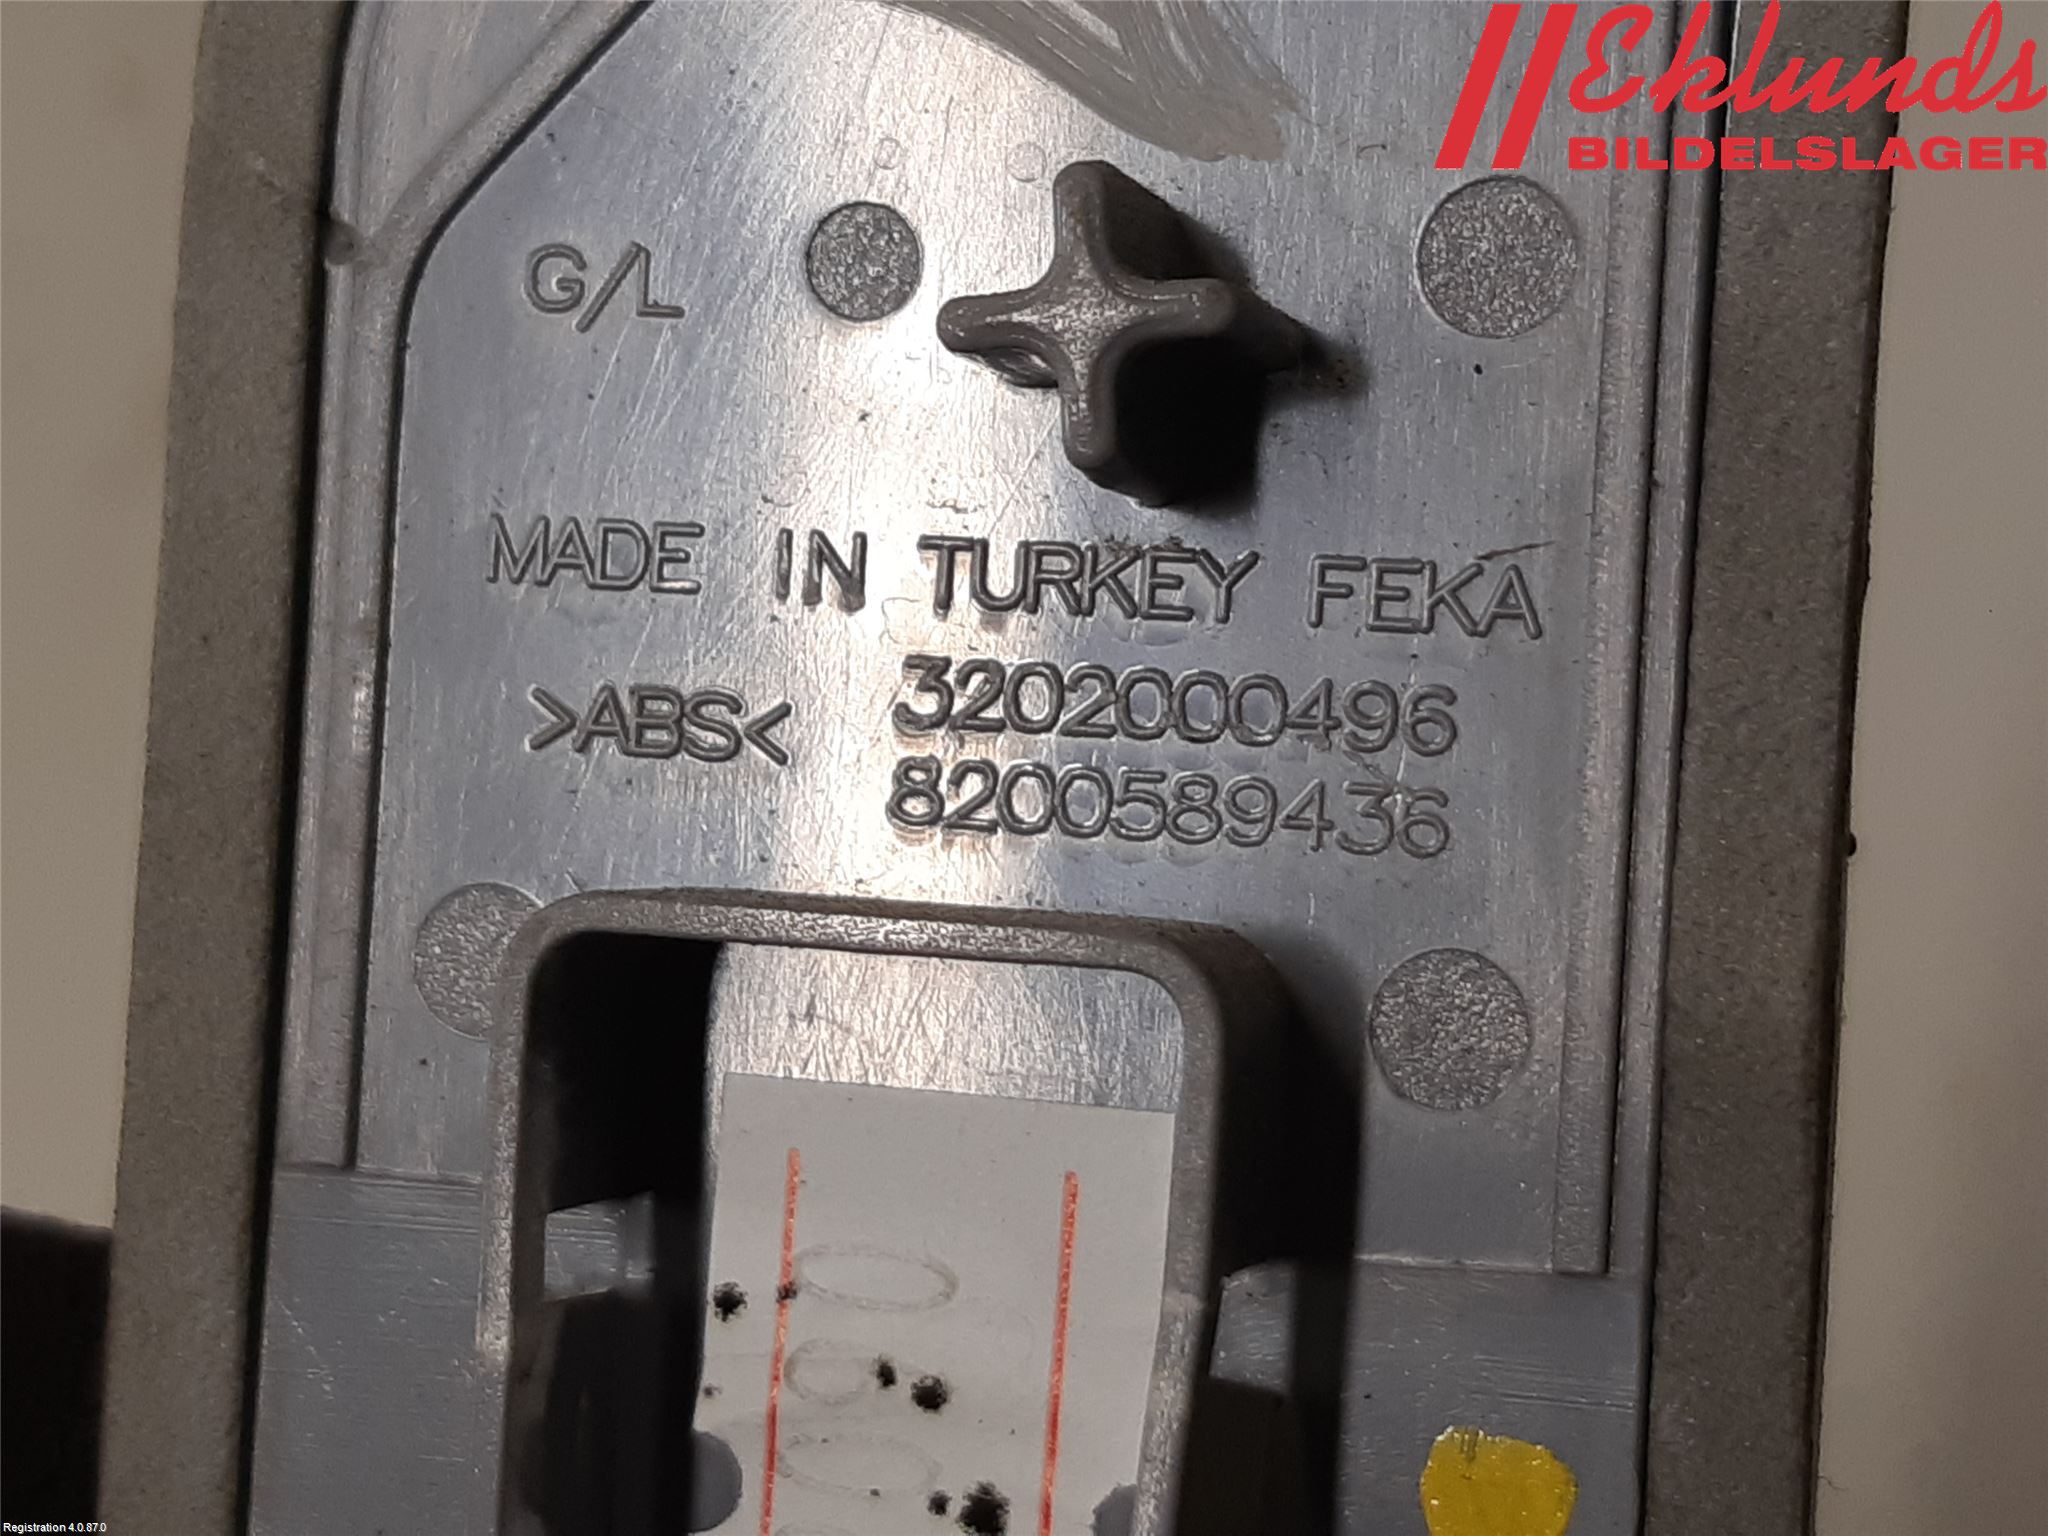 Eklunds
BILDELSLAGER
G/L
MADE IN TURKEY FEKA
>ABS< 3202000496
8200589436
Registration 4.0.87.0